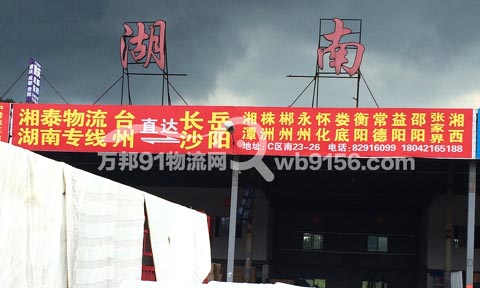 湖南
湘泰物流 台 直达 长 岳 湘 株 郴 永 怀 娄 衡 常 益 邵 张家界 湘西
湖南专线 州 沙 阳 潭 洲 州 州 化 底 阳 德 阳 阳
地址:C区南23-26 电话:82916099 18042165188
万邦91物流网 wb9156.com